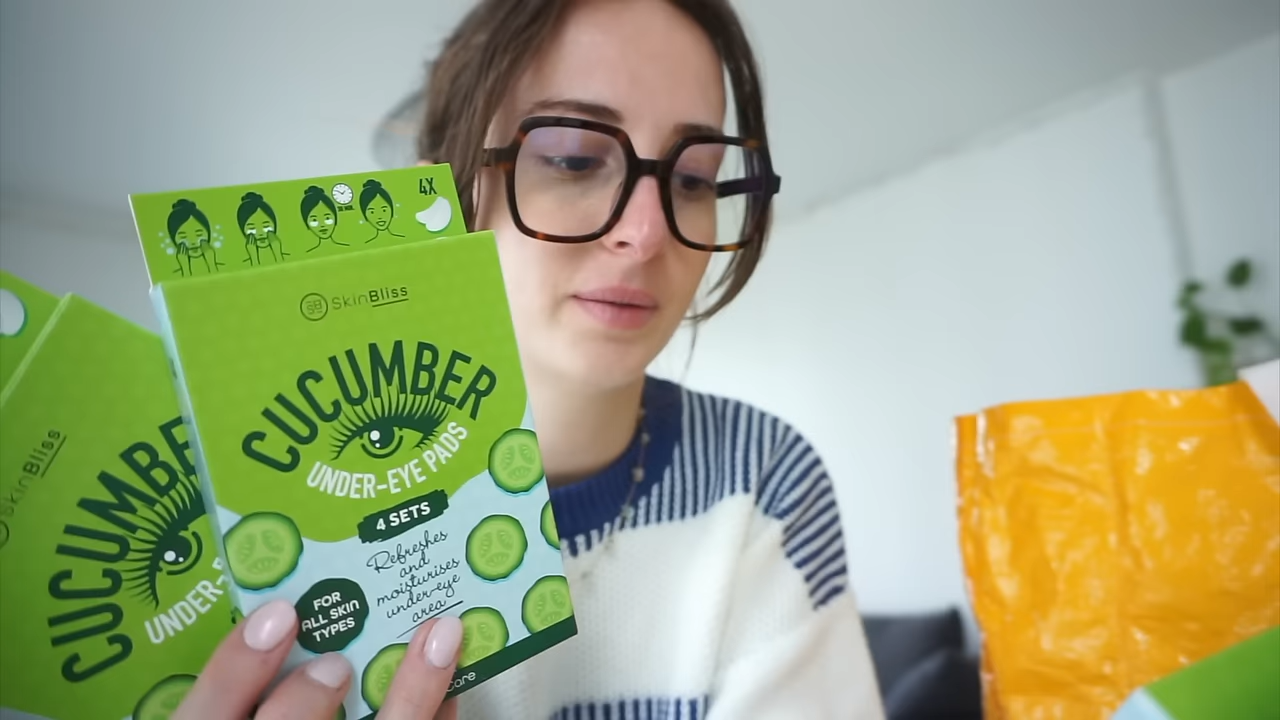 4X
SkinBliss
CUCUMBER
UNDER-EYE PADS
4 SETS
Refreshes
and
moisturises
under-eye
area
FOR
ALL SKIN
TYPES
care
SkinBliss
CUCUMBE
UNDER-